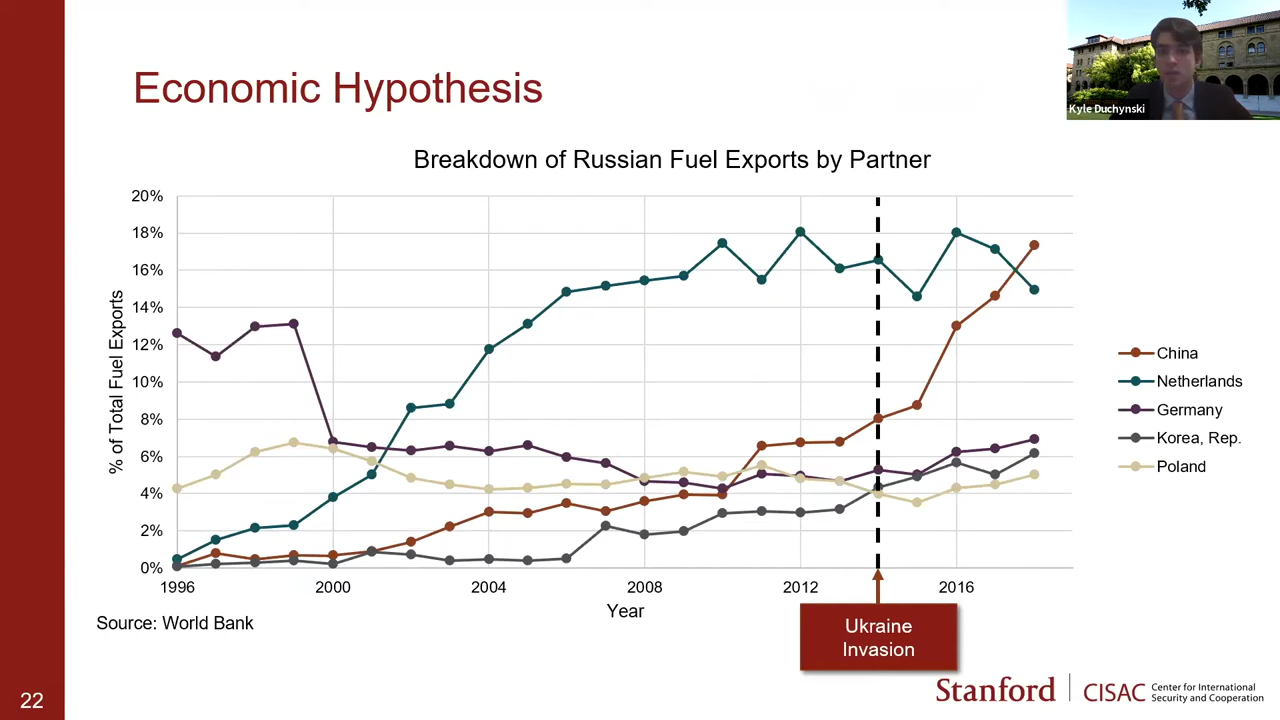 Economic Hypothesis
Kyle Duchynski
Breakdown of Russian Fuel Exports by Partner
20%
18%
16%
14%
12%
10%
8%
6%
4%
2%
0%
% of Total Fuel Exports
1996
2000
2004
2008
2012
2016
Year
China
Netherlands
Germany
Korea, Rep.
Poland
Ukraine
Invasion
Source: World Bank
22
Stanford
CISAC
Center for International
Security and Cooperation